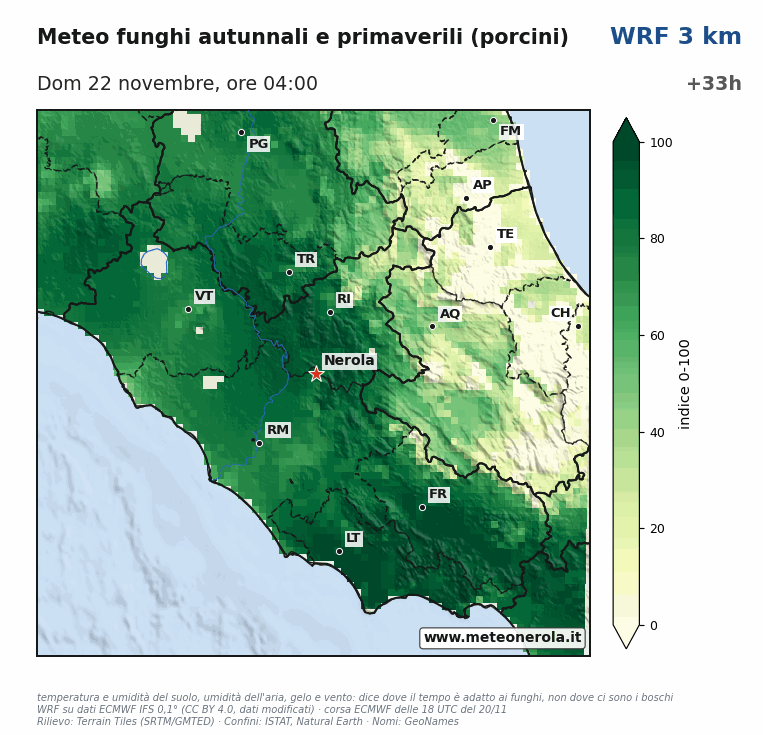 Meteo funghi autunnali e primaverili (porcini)
WRF 3 km
Dom 22 novembre, ore 04:00
+33h
FM
PG
AP
TE
TR
VT
RI
AQ
CH
Nerola
RM
FR
LT
www.meteonerola.it
100
80
60
40
20
0
indice 0-100
temperatura e umidità del suolo, umidità dell'aria, gelo e vento: dice dove il tempo è adatto ai funghi, non dove ci sono i boschi
WRF su dati ECMWF IFS 0,1° (CC BY 4.0, dati modificati) · corsa ECMWF delle 18 UTC del 20/11
Rilievo: Terrain Tiles (SRTM/GMTED) · Confini: ISTAT, Natural Earth · Nomi: GeoNames